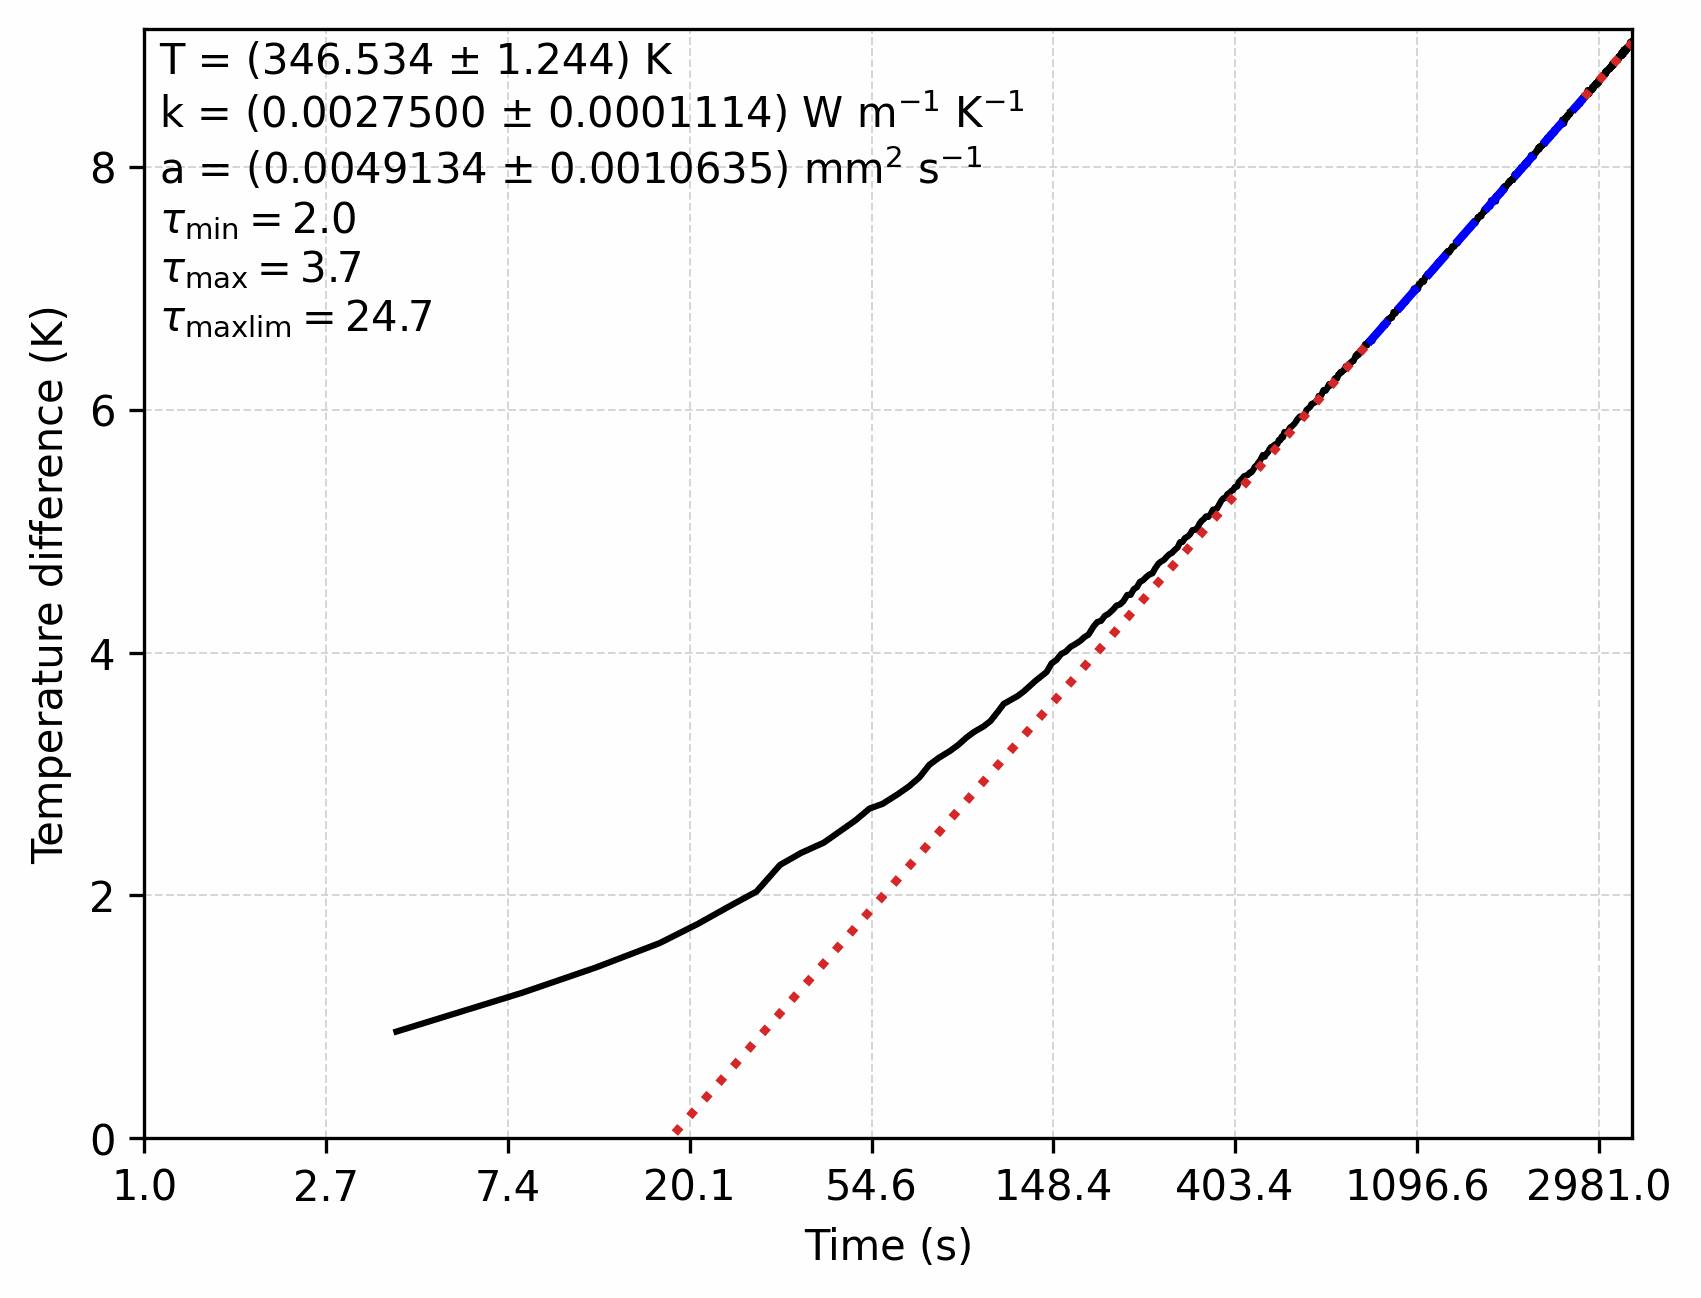 T = (346.534 ± 1.244) K
k = (0.0027500 ± 0.0001114) W m⁻¹ K⁻¹
a = (0.0049134 ± 0.0010635) mm² s⁻¹
τmin = 2.0
τmax = 3.7
τmaxlim = 24.7
Temperature difference (K)
8
6
4
2
0
1.0 2.7 7.4 20.1 54.6 148.4 403.4 1096.6 2981.0
Time (s)